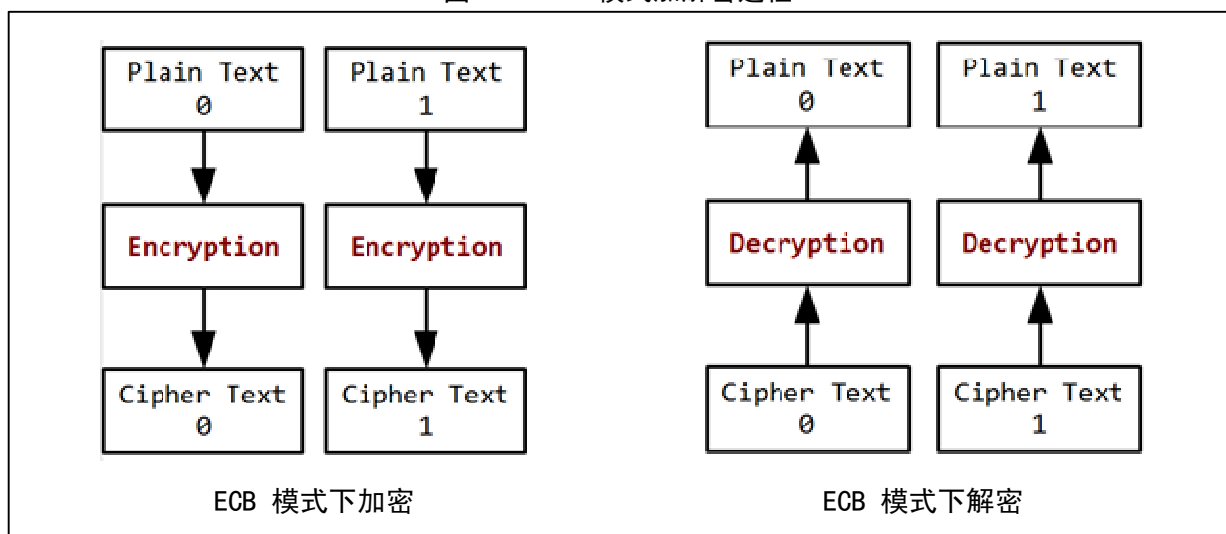 Plain Text
0
Plain Text
1
Encryption
Encryption
Cipher Text
0
Cipher Text
1
ECB 模式下加密
Plain Text
0
Plain Text
1
Decryption
Decryption
Cipher Text
0
Cipher Text
1
ECB 模式下解密